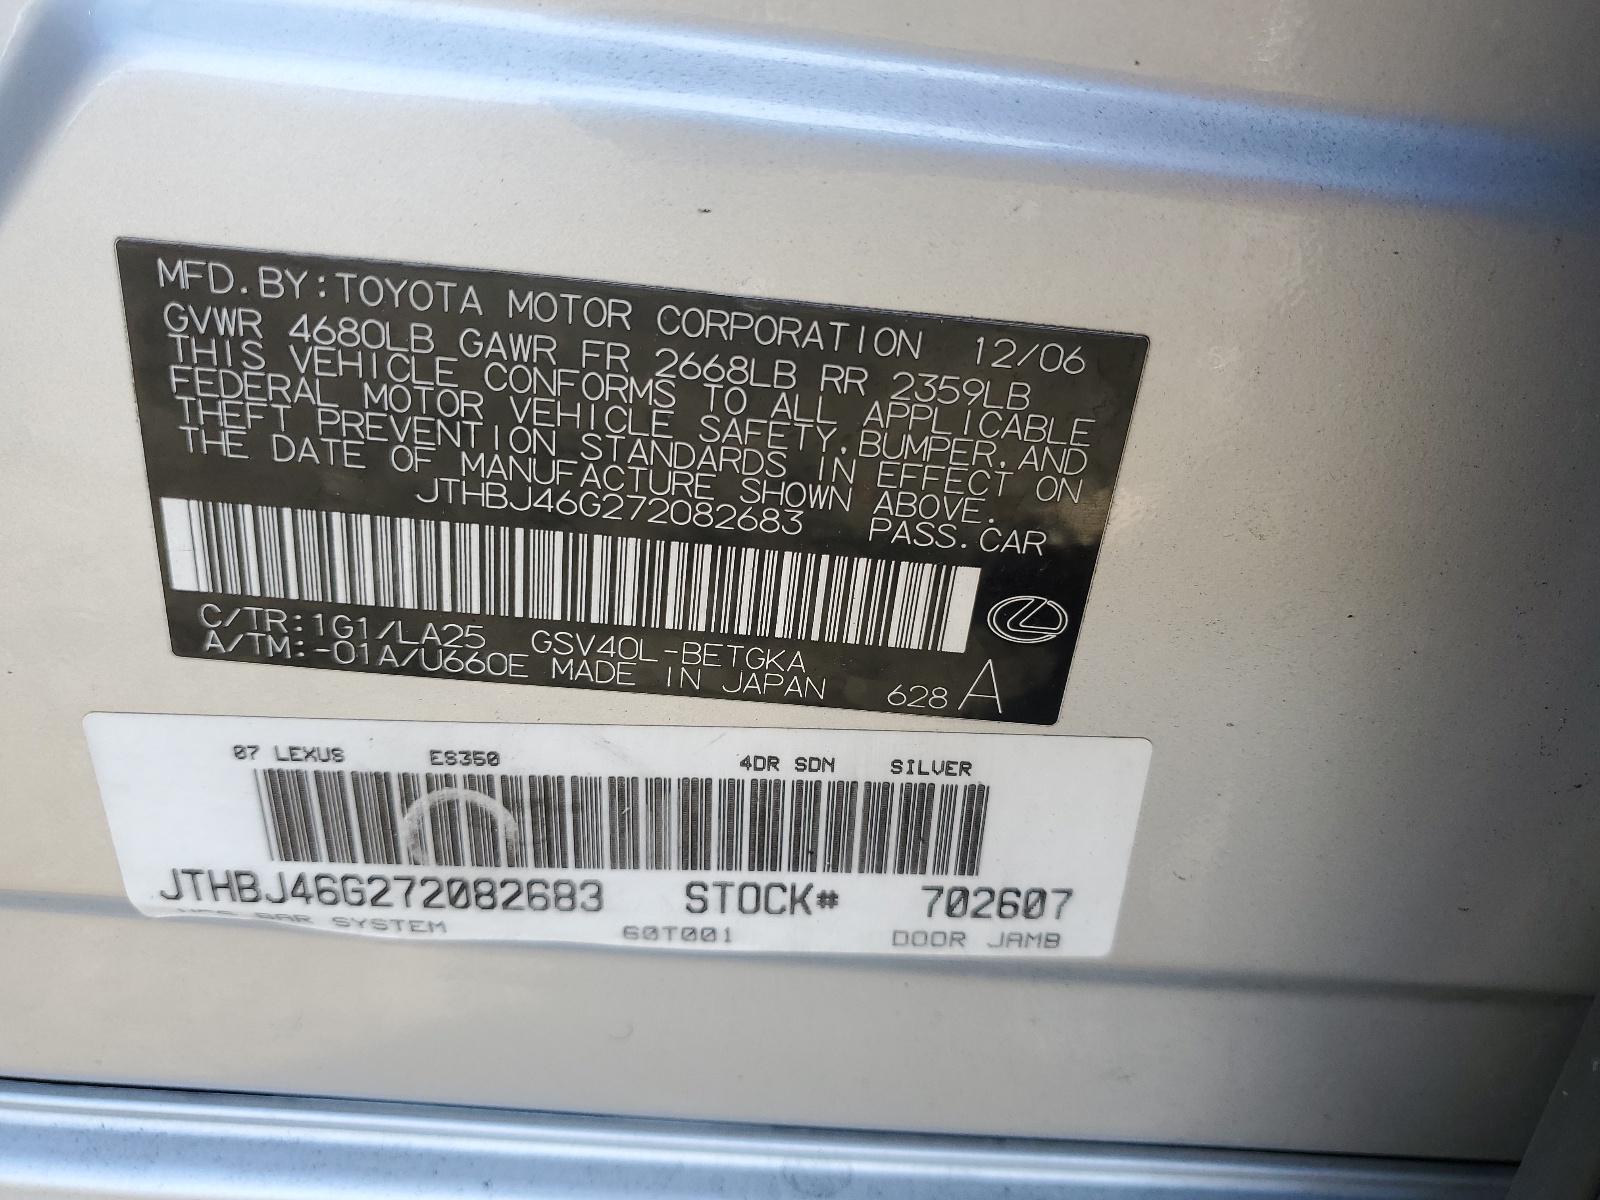 MFD.BY:TOYOTA MOTOR CORPORATION 12/06
GVWR 4680LB GAWR FR 2668LB RR 2359LB
THIS VEHICLE CONFORMS TO ALL APPLICABLE
FEDERAL MOTOR VEHICLE SAFETY,BUMPER,AND
THEFT PREVENTION STANDARDS IN EFFECT ON
THE DATE OF MANUFACTURE SHOWN ABOVE.
JTHBJ46G272082683 PASS.CAR
C/TR:1G1/LA25 GSV40L-BETGKA
A/TM:-01A/U660E MADE IN JAPAN 628 A
07 LEXUS ES350 4DR SDN SILVER
JTHBJ46G272082683 STOCK# 702607
BAR SYSTEM 60T001 DOOR JAMB